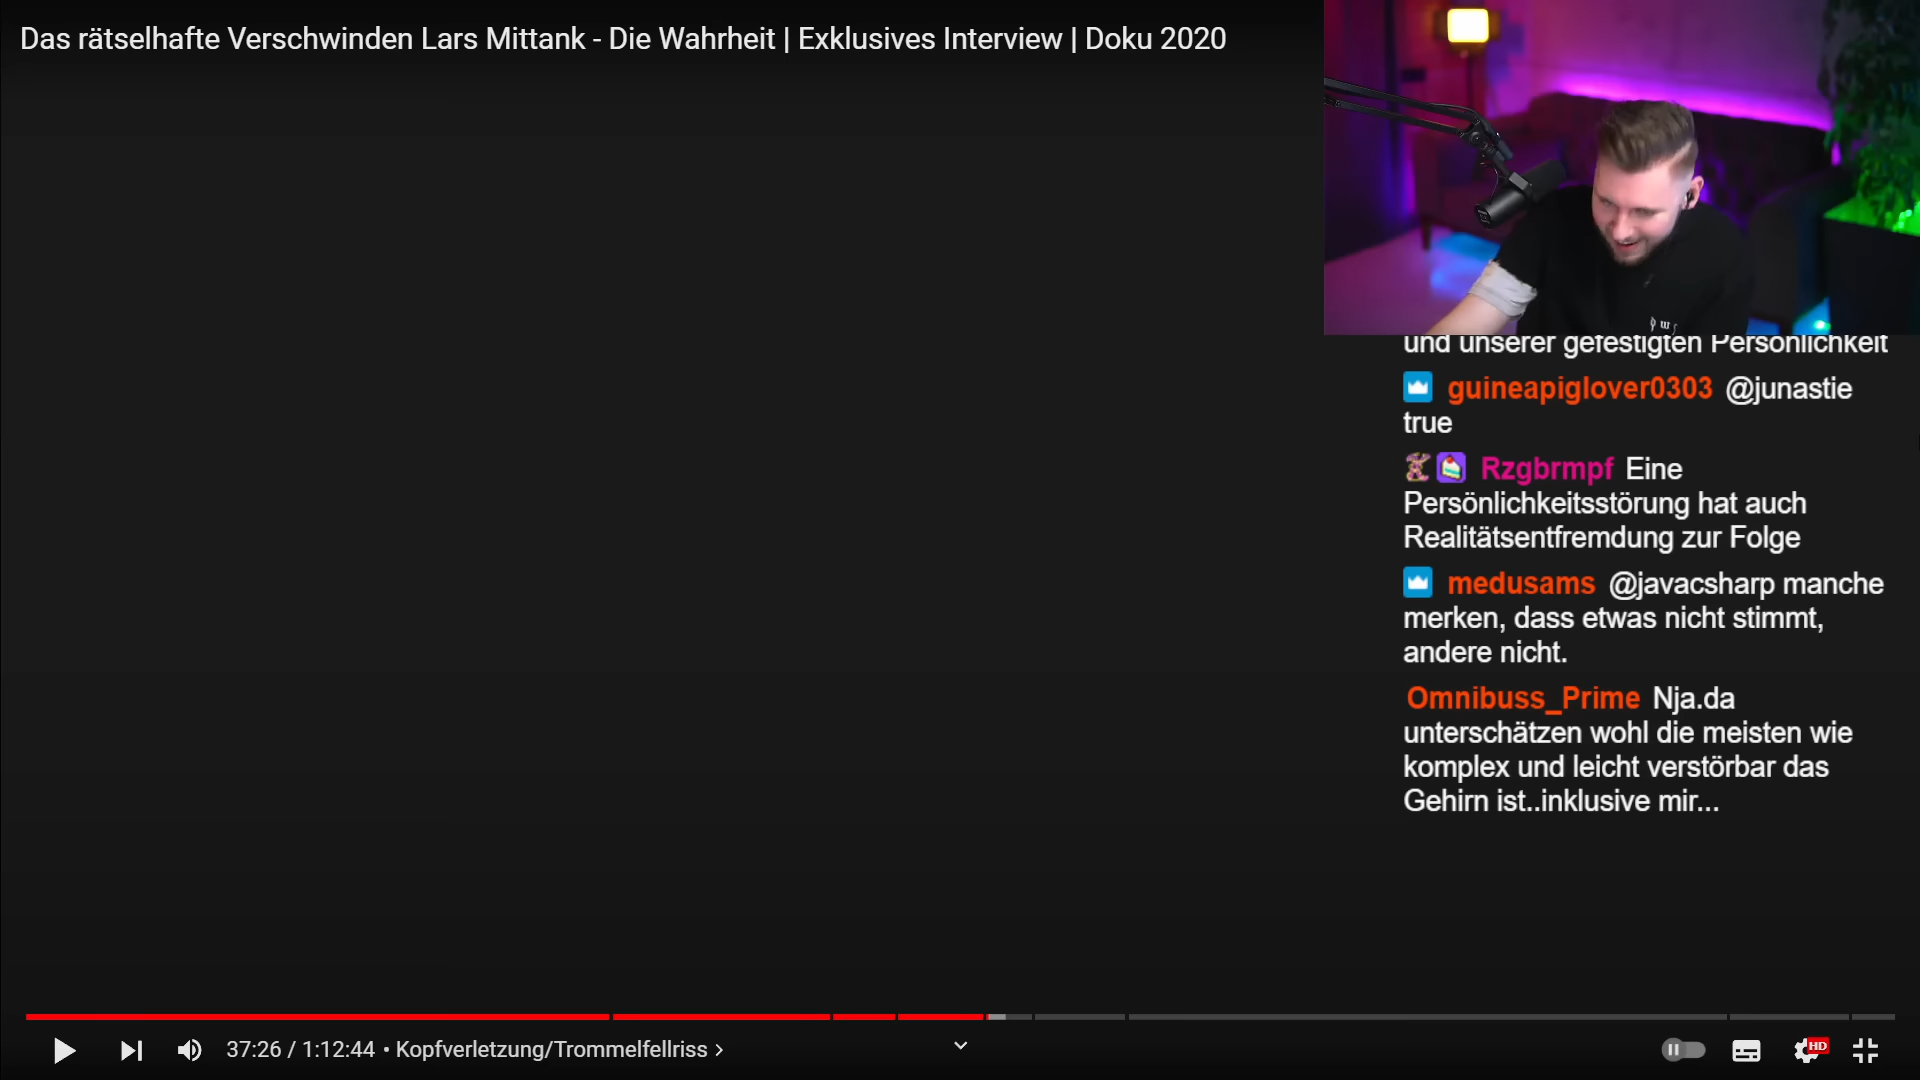 Das rätselhafte Verschwinden Lars Mittank - Die Wahrheit | Exklusives Interview | Doku 2020
und unserer gefestigten Persönlichkeit
guineapiglover0303 @junastie
true
Rzgbrmpf Eine
Persönlichkeitsstörung hat auch
Realitätsentfremdung zur Folge
medusams @javacsharp manche
merken, dass etwas nicht stimmt,
andere nicht.
Omnibuss_Prime Nja.da
unterschätzen wohl die meisten wie
komplex und leicht verstörbar das
Gehirn ist..inklusive mir...
37:26 / 1:12:44 • Kopfverletzung/Trommelfellriss ›
HD